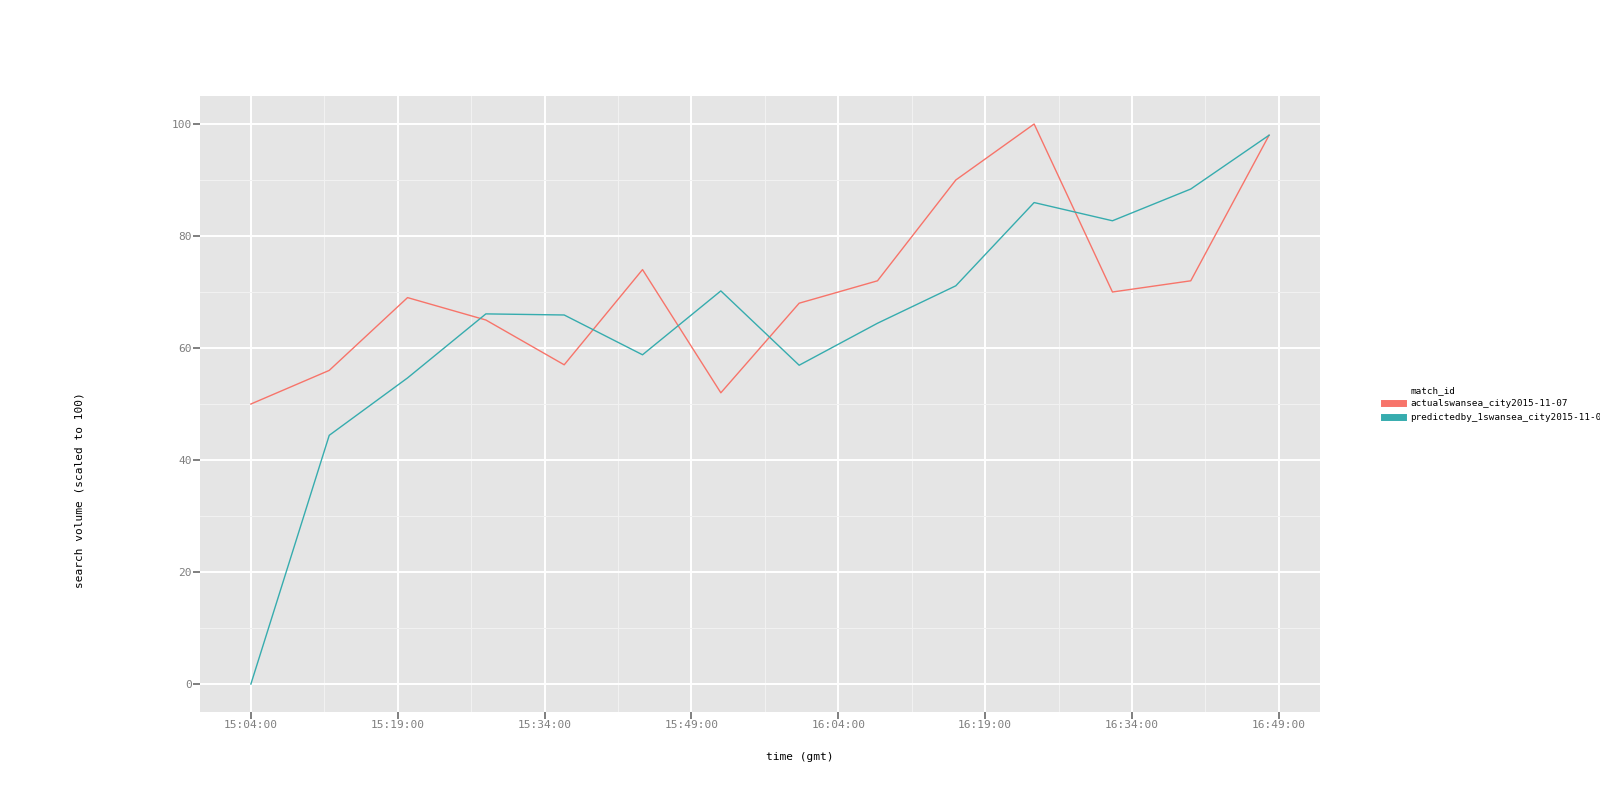 100
80
60
40
20
0
search volume (scaled to 100)
15:04:00 15:19:00 15:34:00 15:49:00 16:04:00 16:19:00 16:34:00 16:49:00
time (gmt)
match_id
actualswansea_city2015-11-07
predictedby_1swansea_city2015-11-0